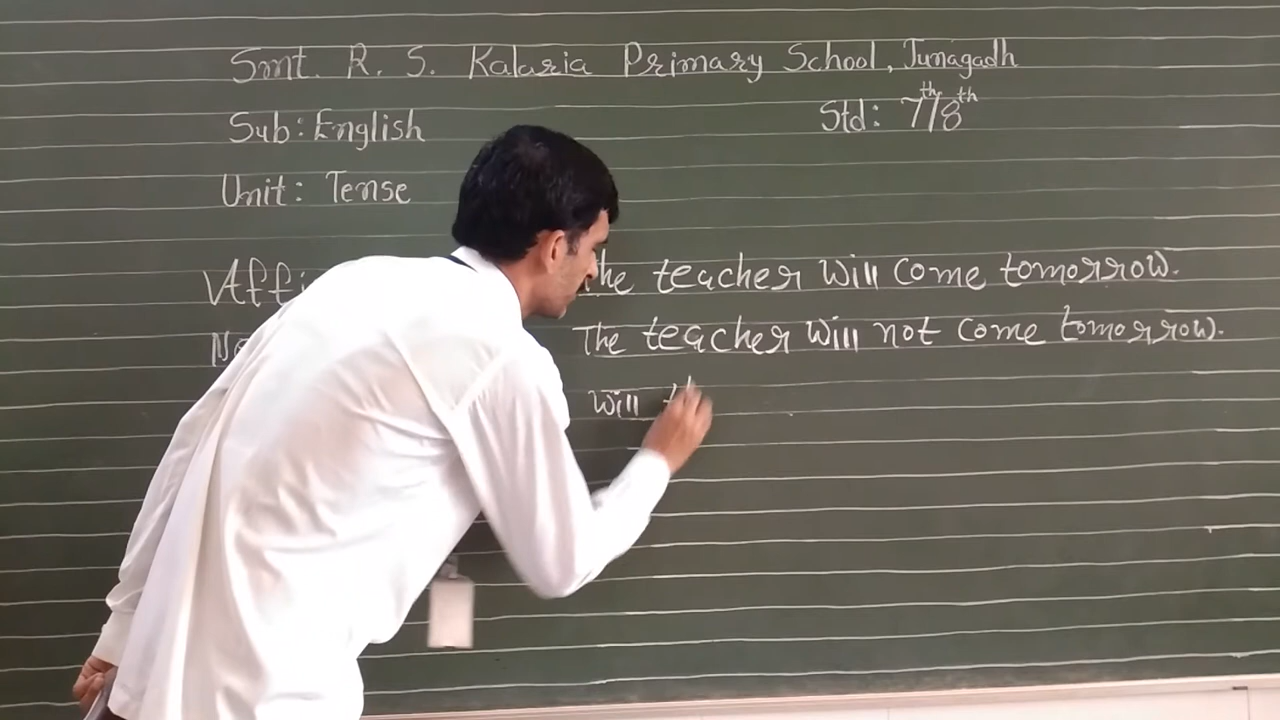 Smt. R. S. Kalaria Primary School, Junagadh
Sub: English Std: 7th/8th
Unit: Tense
The teacher will come tomorrow.
The teacher will not come tomorrow.
Will